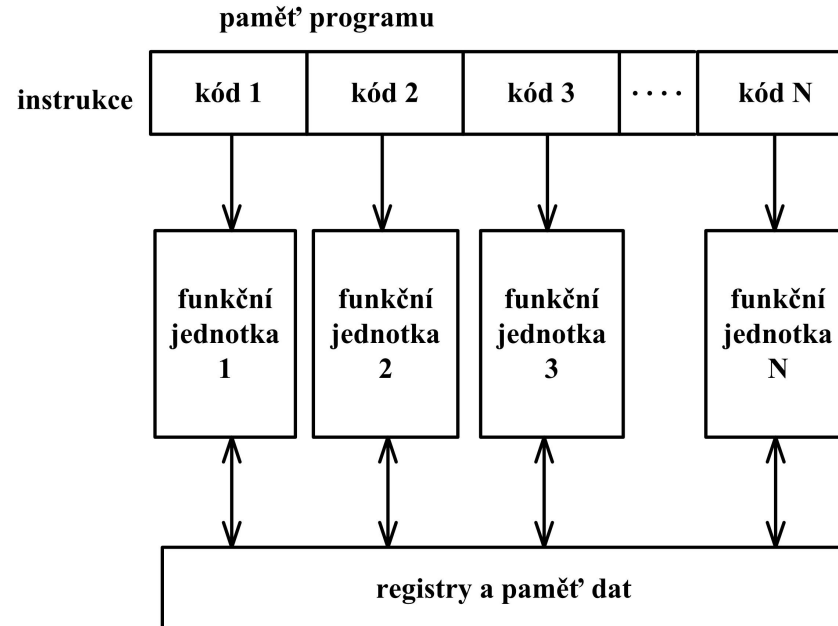 paměť programu
instrukce
kód 1
kód 2
kód 3
....
kód N
funkční
jednotka
1
funkční
jednotka
2
funkční
jednotka
3
funkční
jednotka
N
registry a paměť dat